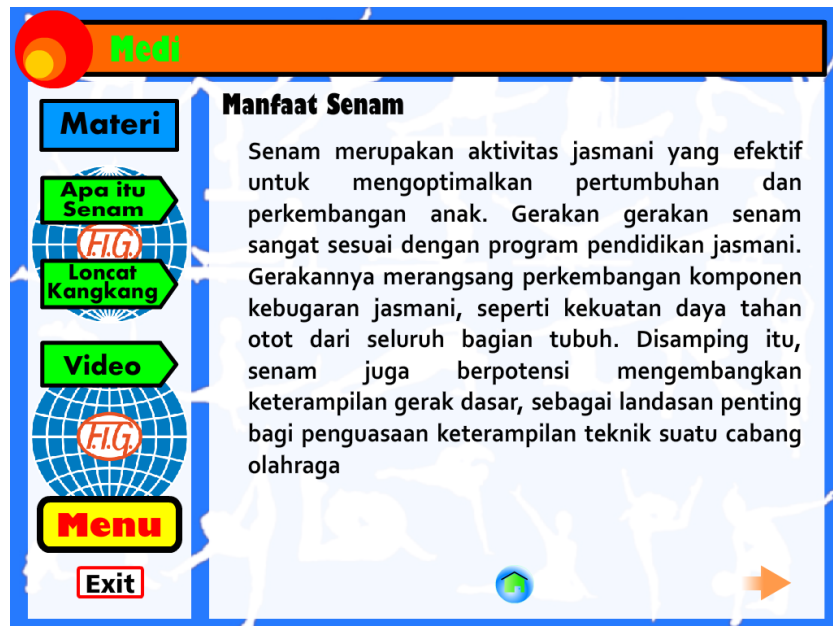 Medi
Materi
Apa itu
Senam
F.I.G.
Loncat
Kangkang
Video
F.I.G.
Menu
Exit
Manfaat Senam
Senam merupakan aktivitas jasmani yang efektif
untuk mengoptimalkan pertumbuhan dan
perkembangan anak. Gerakan gerakan senam
sangat sesuai dengan program pendidikan jasmani.
Gerakannya merangsang perkembangan komponen
kebugaran jasmani, seperti kekuatan daya tahan
otot dari seluruh bagian tubuh. Disamping itu,
senam juga berpotensi mengembangkan
keterampilan gerak dasar, sebagai landasan penting
bagi penguasaan keterampilan teknik suatu cabang
olahraga